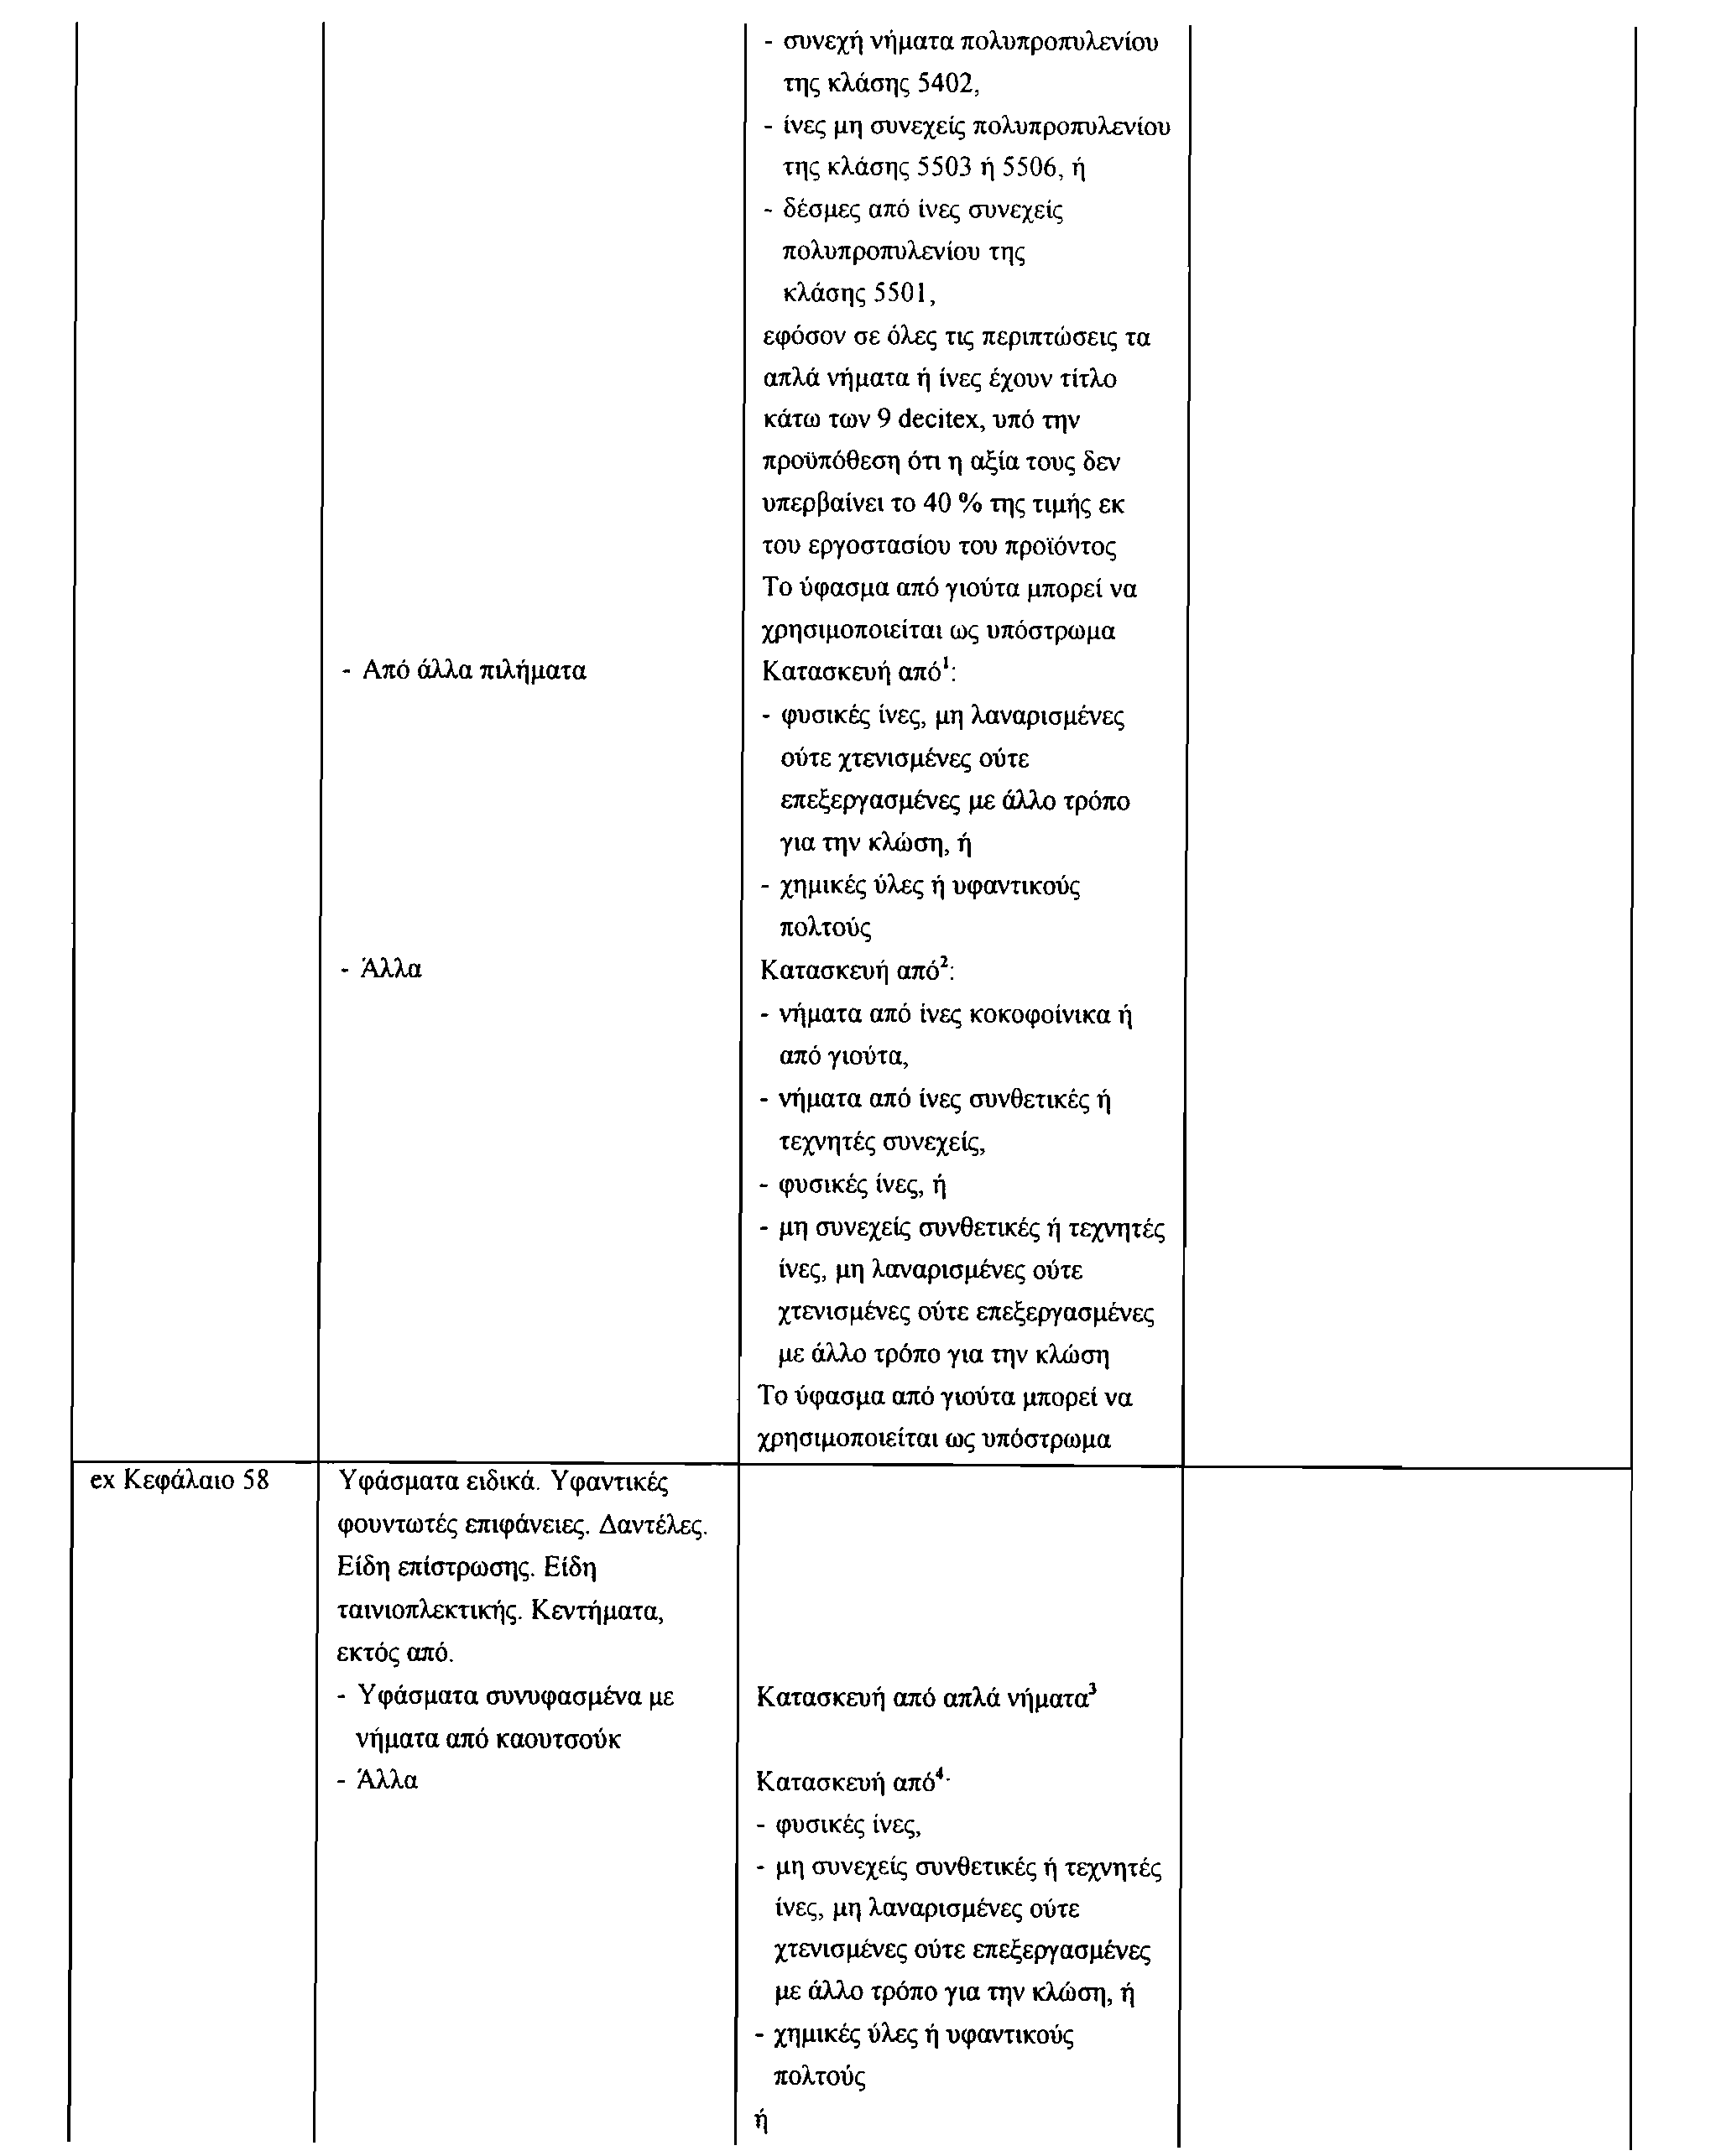 - συνεχή νήματα πολυπροπυλενίου
της κλάσης 5402,
- ίνες μη συνεχείς πολυπροπυλενίου
της κλάσης 5503 ή 5506, ή
- δέσμες από ίνες συνεχείς
πολυπροπυλενίου της
κλάσης 5501,
εφόσον σε όλες τις περιπτώσεις τα
απλά νήματα ή ίνες έχουν τίτλο
κάτω των 9 decitex, υπό την
προϋπόθεση ότι η αξία τους δεν
υπερβαίνει το 40 % της τιμής εκ
του εργοστασίου του προϊόντος
Το ύφασμα από γιούτα μπορεί να
χρησιμοποιείται ως υπόστρωμα
- Από άλλα πιλήματα
Κατασκευή από¹:
- φυσικές ίνες, μη λαναρισμένες
ούτε χτενισμένες ούτε
επεξεργασμένες με άλλο τρόπο
για την κλώση, ή
- χημικές ύλες ή υφαντικούς
πολτούς
- Άλλα
Κατασκευή από²:
- νήματα από ίνες κοκοφοίνικα ή
από γιούτα,
- νήματα από ίνες συνθετικές ή
τεχνητές συνεχείς,
- φυσικές ίνες, ή
- μη συνεχείς συνθετικές ή τεχνητές
ίνες, μη λαναρισμένες ούτε
χτενισμένες ούτε επεξεργασμένες
με άλλο τρόπο για την κλώση
Το ύφασμα από γιούτα μπορεί να
χρησιμοποιείται ως υπόστρωμα
ex Κεφάλαιο 58
Υφάσματα ειδικά. Υφαντικές
φουντωτές επιφάνειες. Δαντέλες.
Είδη επίστρωσης. Είδη
ταινιοπλεκτικής. Κεντήματα,
εκτός από.
- Υφάσματα συνυφασμένα με
νήματα από καουτσούκ
Κατασκευή από απλά νήματα³
- Άλλα
Κατασκευή από⁴·
- φυσικές ίνες,
- μη συνεχείς συνθετικές ή τεχνητές
ίνες, μη λαναρισμένες ούτε
χτενισμένες ούτε επεξεργασμένες
με άλλο τρόπο για την κλώση, ή
- χημικές ύλες ή υφαντικούς
πολτούς
ή